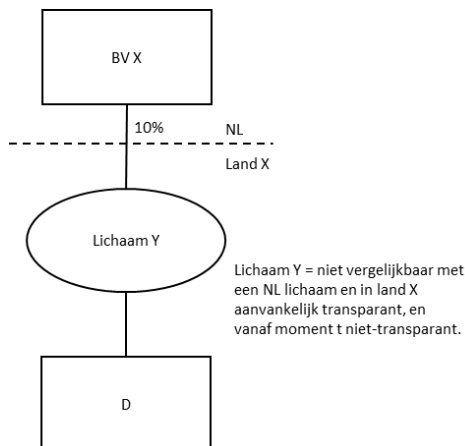 BV X
10%
NL
Land X
Lichaam Y
Lichaam Y = niet vergelijkbaar met
een NL lichaam en in land X
aanvankelijk transparant, en
vanaf moment t niet-transparant.
D